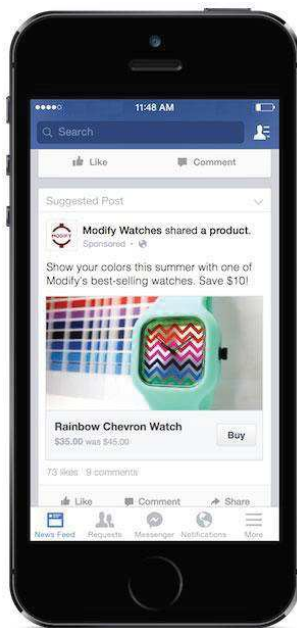 11:48 AM
Search
Like Comment
Suggested Post
MODIFY
Modify Watches shared a product.
Sponsored
Show your colors this summer with one of
Modify's best-selling watches. Save $10!
Rainbow Chevron Watch
$35.00 was $45.00
Buy
73 likes 9 comments
Like Comment Share
News Feed Requests Messenger Notifications More